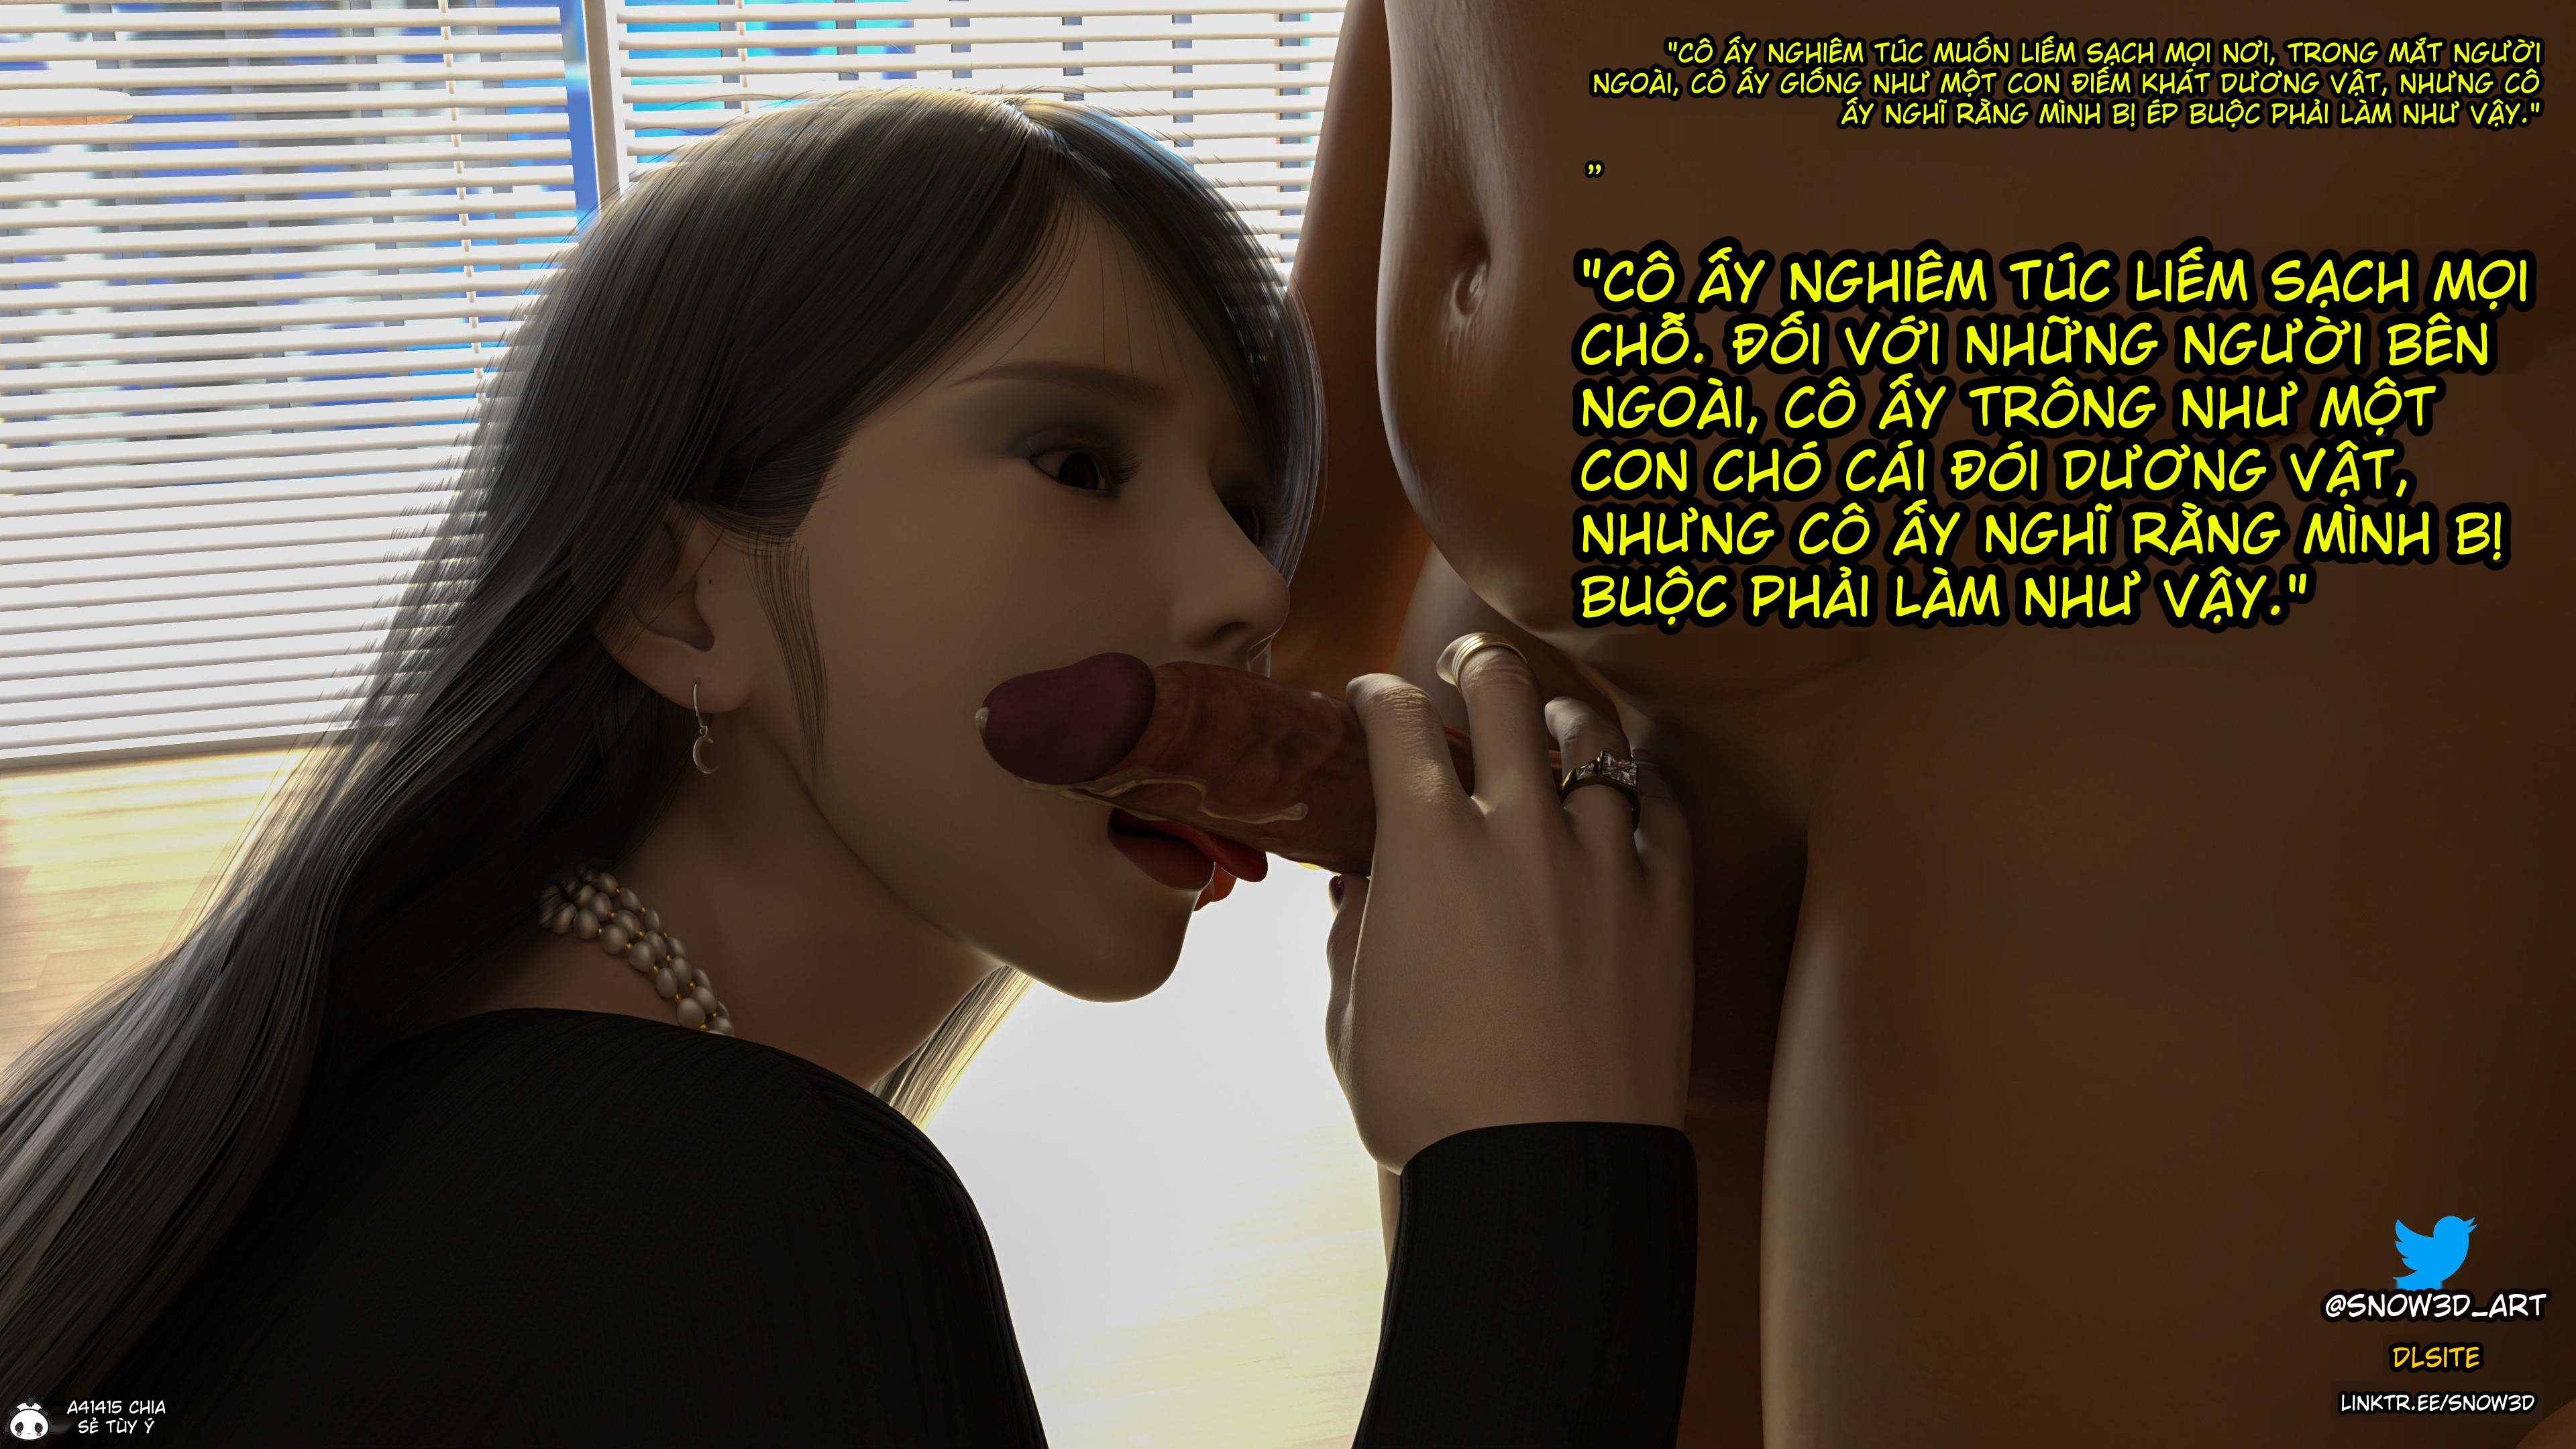 "CÔ ẤY NGHIÊM TÚC MUỐN LIẾM SẠCH MỌI NƠI, TRONG MẮT NGƯỜI
NGOÀI, CÔ ẤY GIỐNG NHƯ MỘT CON ĐIẾM KHÁT DƯƠNG VẬT, NHƯNG CÔ
ẤY NGHĨ RẰNG MÌNH BỊ ÉP BUỘC PHẢI LÀM NHƯ VẬY."
"
"CÔ ẤY NGHIÊM TÚC LIẾM SẠCH MỌI
CHỖ. ĐỐI VỚI NHỮNG NGƯỜI BÊN
NGOÀI, CÔ ẤY TRÔNG NHƯ MỘT
CON CHÓ CÁI ĐÓI DƯƠNG VẬT,
NHƯNG CÔ ẤY NGHĨ RẰNG MÌNH BỊ
BUỘC PHẢI LÀM NHƯ VẬY."
@SNOW3D_ART
DLSITE
LINKTR.EE/SNOW3D
A41415 CHIA
SẺ TÙY Ý